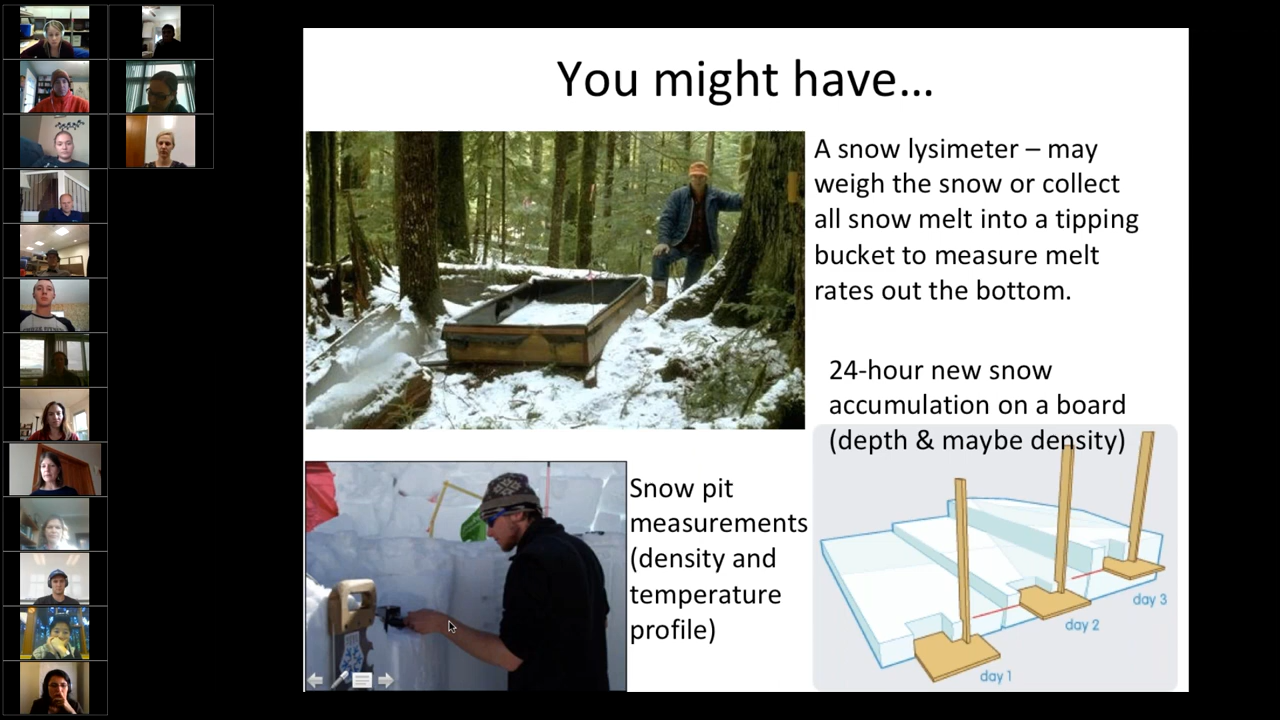 You might have...
A snow lysimeter – may
weigh the snow or collect
all snow melt into a tipping
bucket to measure melt
rates out the bottom.
24-hour new snow
accumulation on a board
(depth & maybe density)
Snow pit
measurements
(density and
temperature
profile)
day 1
day 2
day 3